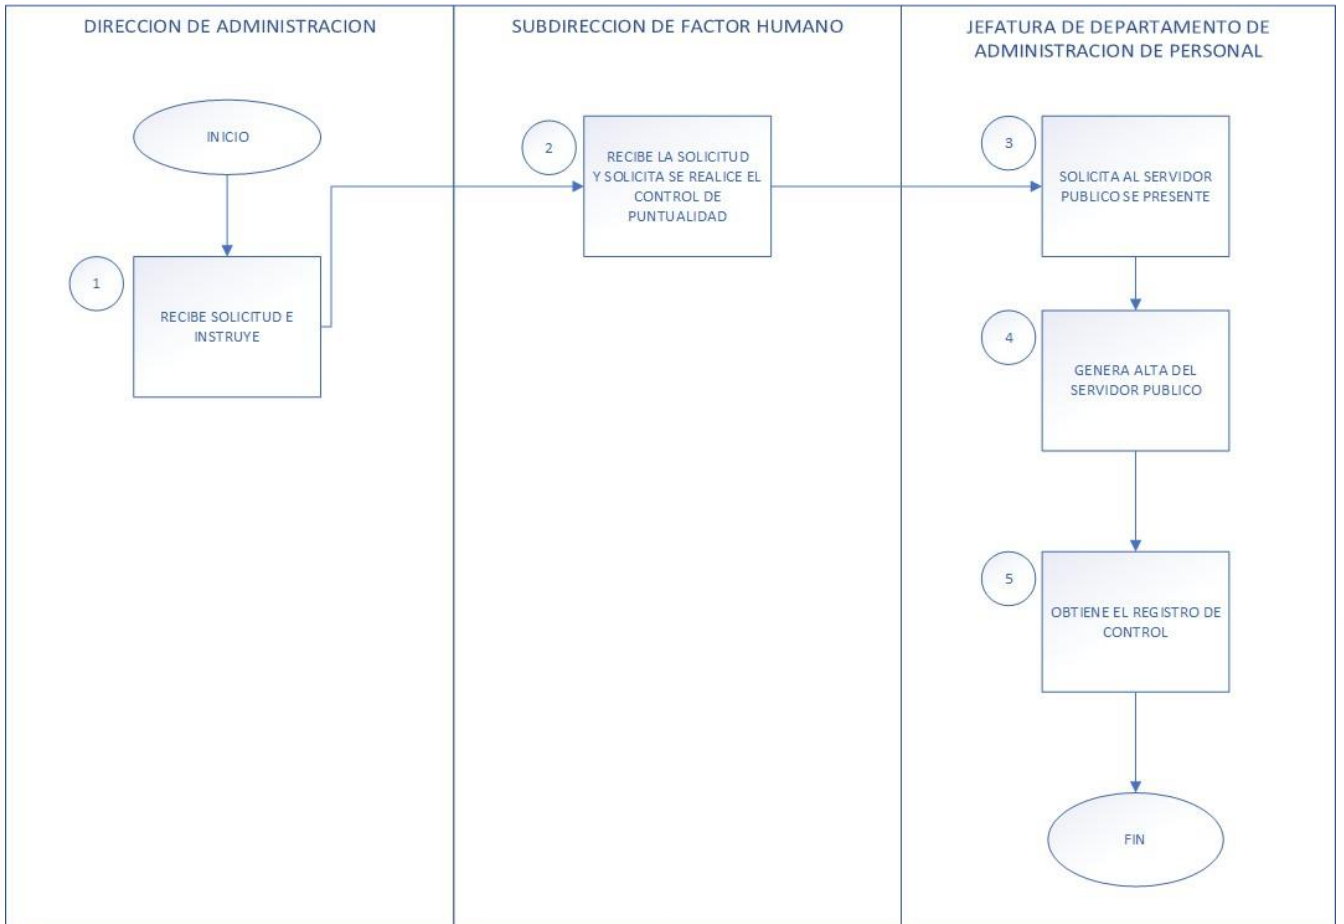 DIRECCION DE ADMINISTRACION
SUBDIRECCION DE FACTOR HUMANO
JEFATURA DE DEPARTAMENTO DE
ADMINISTRACION DE PERSONAL
INICIO
1
RECIBE SOLICITUD E
INSTRUYE
2
RECIBE LA SOLICITUD
Y SOLICITA SE REALICE EL
CONTROL DE
PUNTUALIDAD
3
SOLICITA AL SERVIDOR
PUBLICO SE PRESENTE
4
GENERA ALTA DEL
SERVIDOR PUBLICO
5
OBTIENE EL REGISTRO DE
CONTROL
FIN